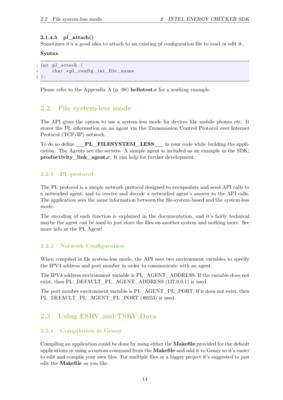 2.2 File system-less mode 2 INTEL ENERGY CHECKER SDK
2.1.4.5 pl_attach()
Sometimes it's a good idea to attach to an existing pl configuration file to read or edit it.
Syntax
1 int pl_attach (
2 char *pl_config_ini_file_name
3 );
Please refer to the Appendix A (p. 98) hellotest.c for a working example.
2.2 File system-less mode
The API gives the option to use a system-less mode for devices like mobile phones etc. It
stores the PL information on an agent via the Transmission Control Protocol over Internet
Protocol (TCP/IP) network.
To do so define __PL_FILESYSTEM_LESS__ in your code while building the appli-
cation. The Agents are the servers. A sample agent is included as an example in the SDK;
productivity_link_agent.c. It can help for further development.
2.2.1 PL protocol
The PL protocol is a simple network protocol designed to encapsulate and send API calls to
a networked agent, and to receive and decode a networked agent's answer to the API calls.
The application sees the same information between the file-system-based and the system-less
mode.
The encoding of each function is explained in the documentation, and it's fairly technical
maybe the agent can be used to just store the files on another system and nothing more. See
more info at the PL Agent!
2.2.2 Network Configuration
When compiled in file system-less mode, the API uses two environment variables to specify
the IPV4 address and port number in order to communicate with an agent.
The IPV4 address environment variable is PL_AGENT_ADDRESS. If the variable does not
exist, then PL_DEFAULT_PL_AGENT_ADDRESS (127.0.0.1) is used.
The port number environment variable is PL_AGENT_PL_PORT If it does not exist, then
PL_DEFAULT_PL_AGENT_PL_PORT (49253) is used.
2.3 Using ESRV and TSRV Data
2.3.1 Compilation in Geany
Compiling an application could be done by using either the Makefile provided for the default
applications or using a custom command from the Makefile and add it to Geany so it's easier
to edit and compile your own files. For multiple files or a bigger project it's suggested to just
edit the Makefile as you like.
14